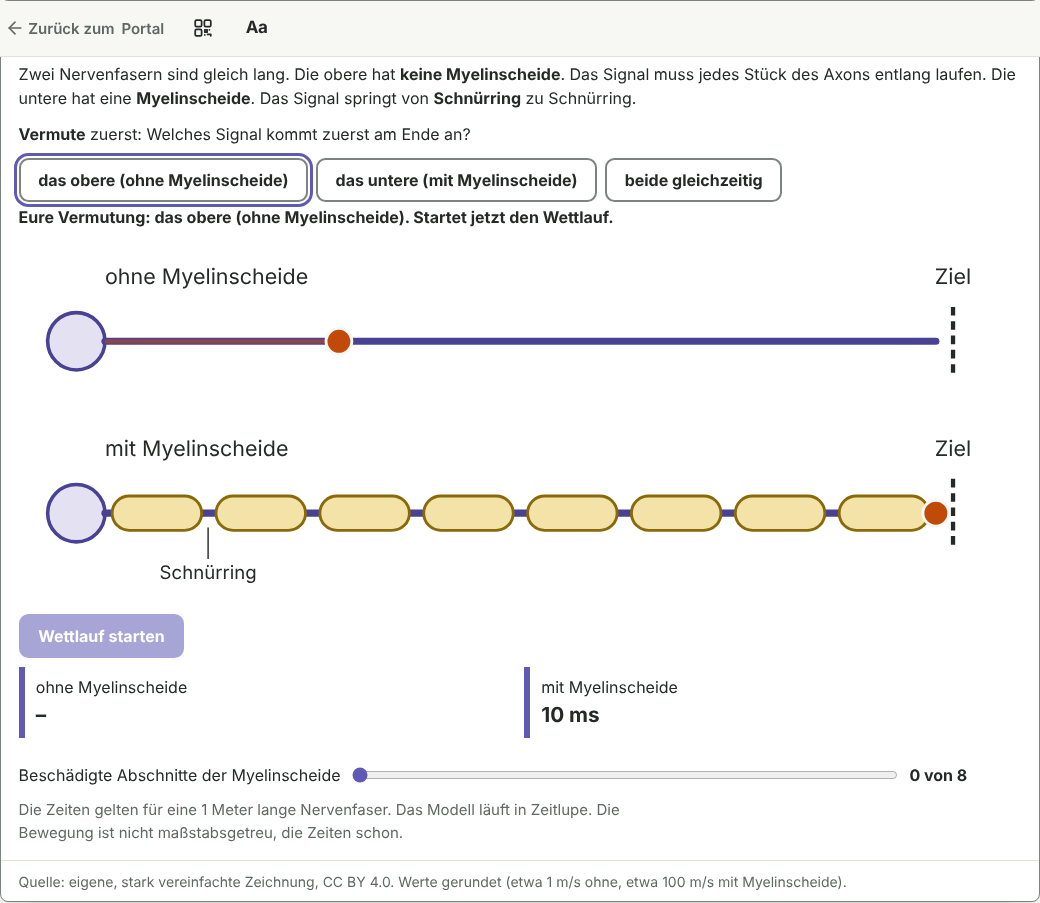 ← Zurück zum Portal
Aa
Zwei Nervenfasern sind gleich lang. Die obere hat keine Myelinscheide. Das Signal muss jedes Stück des Axons entlang laufen. Die
untere hat eine Myelinscheide. Das Signal springt von Schnürring zu Schnürring.
Vermute zuerst: Welches Signal kommt zuerst am Ende an?
das obere (ohne Myelinscheide) das untere (mit Myelinscheide) beide gleichzeitig
Eure Vermutung: das obere (ohne Myelinscheide). Startet jetzt den Wettlauf.
ohne Myelinscheide Ziel
mit Myelinscheide Ziel
Schnürring
Wettlauf starten
ohne Myelinscheide mit Myelinscheide
– 10 ms
Beschädigte Abschnitte der Myelinscheide 0 von 8
Die Zeiten gelten für eine 1 Meter lange Nervenfaser. Das Modell läuft in Zeitlupe. Die
Bewegung ist nicht maßstabsgetreu, die Zeiten schon.
Quelle: eigene, stark vereinfachte Zeichnung, CC BY 4.0. Werte gerundet (etwa 1 m/s ohne, etwa 100 m/s mit Myelinscheide).